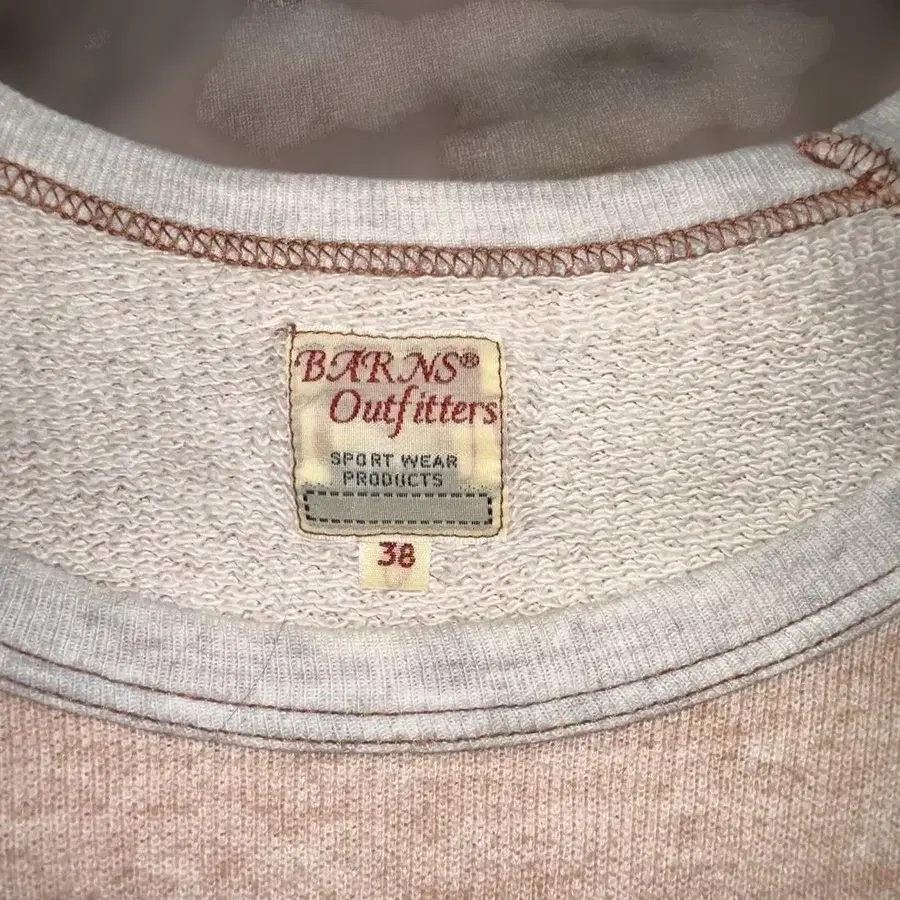 BARNS®
Outfitters
SPORT WEAR
PRODUCTS
38